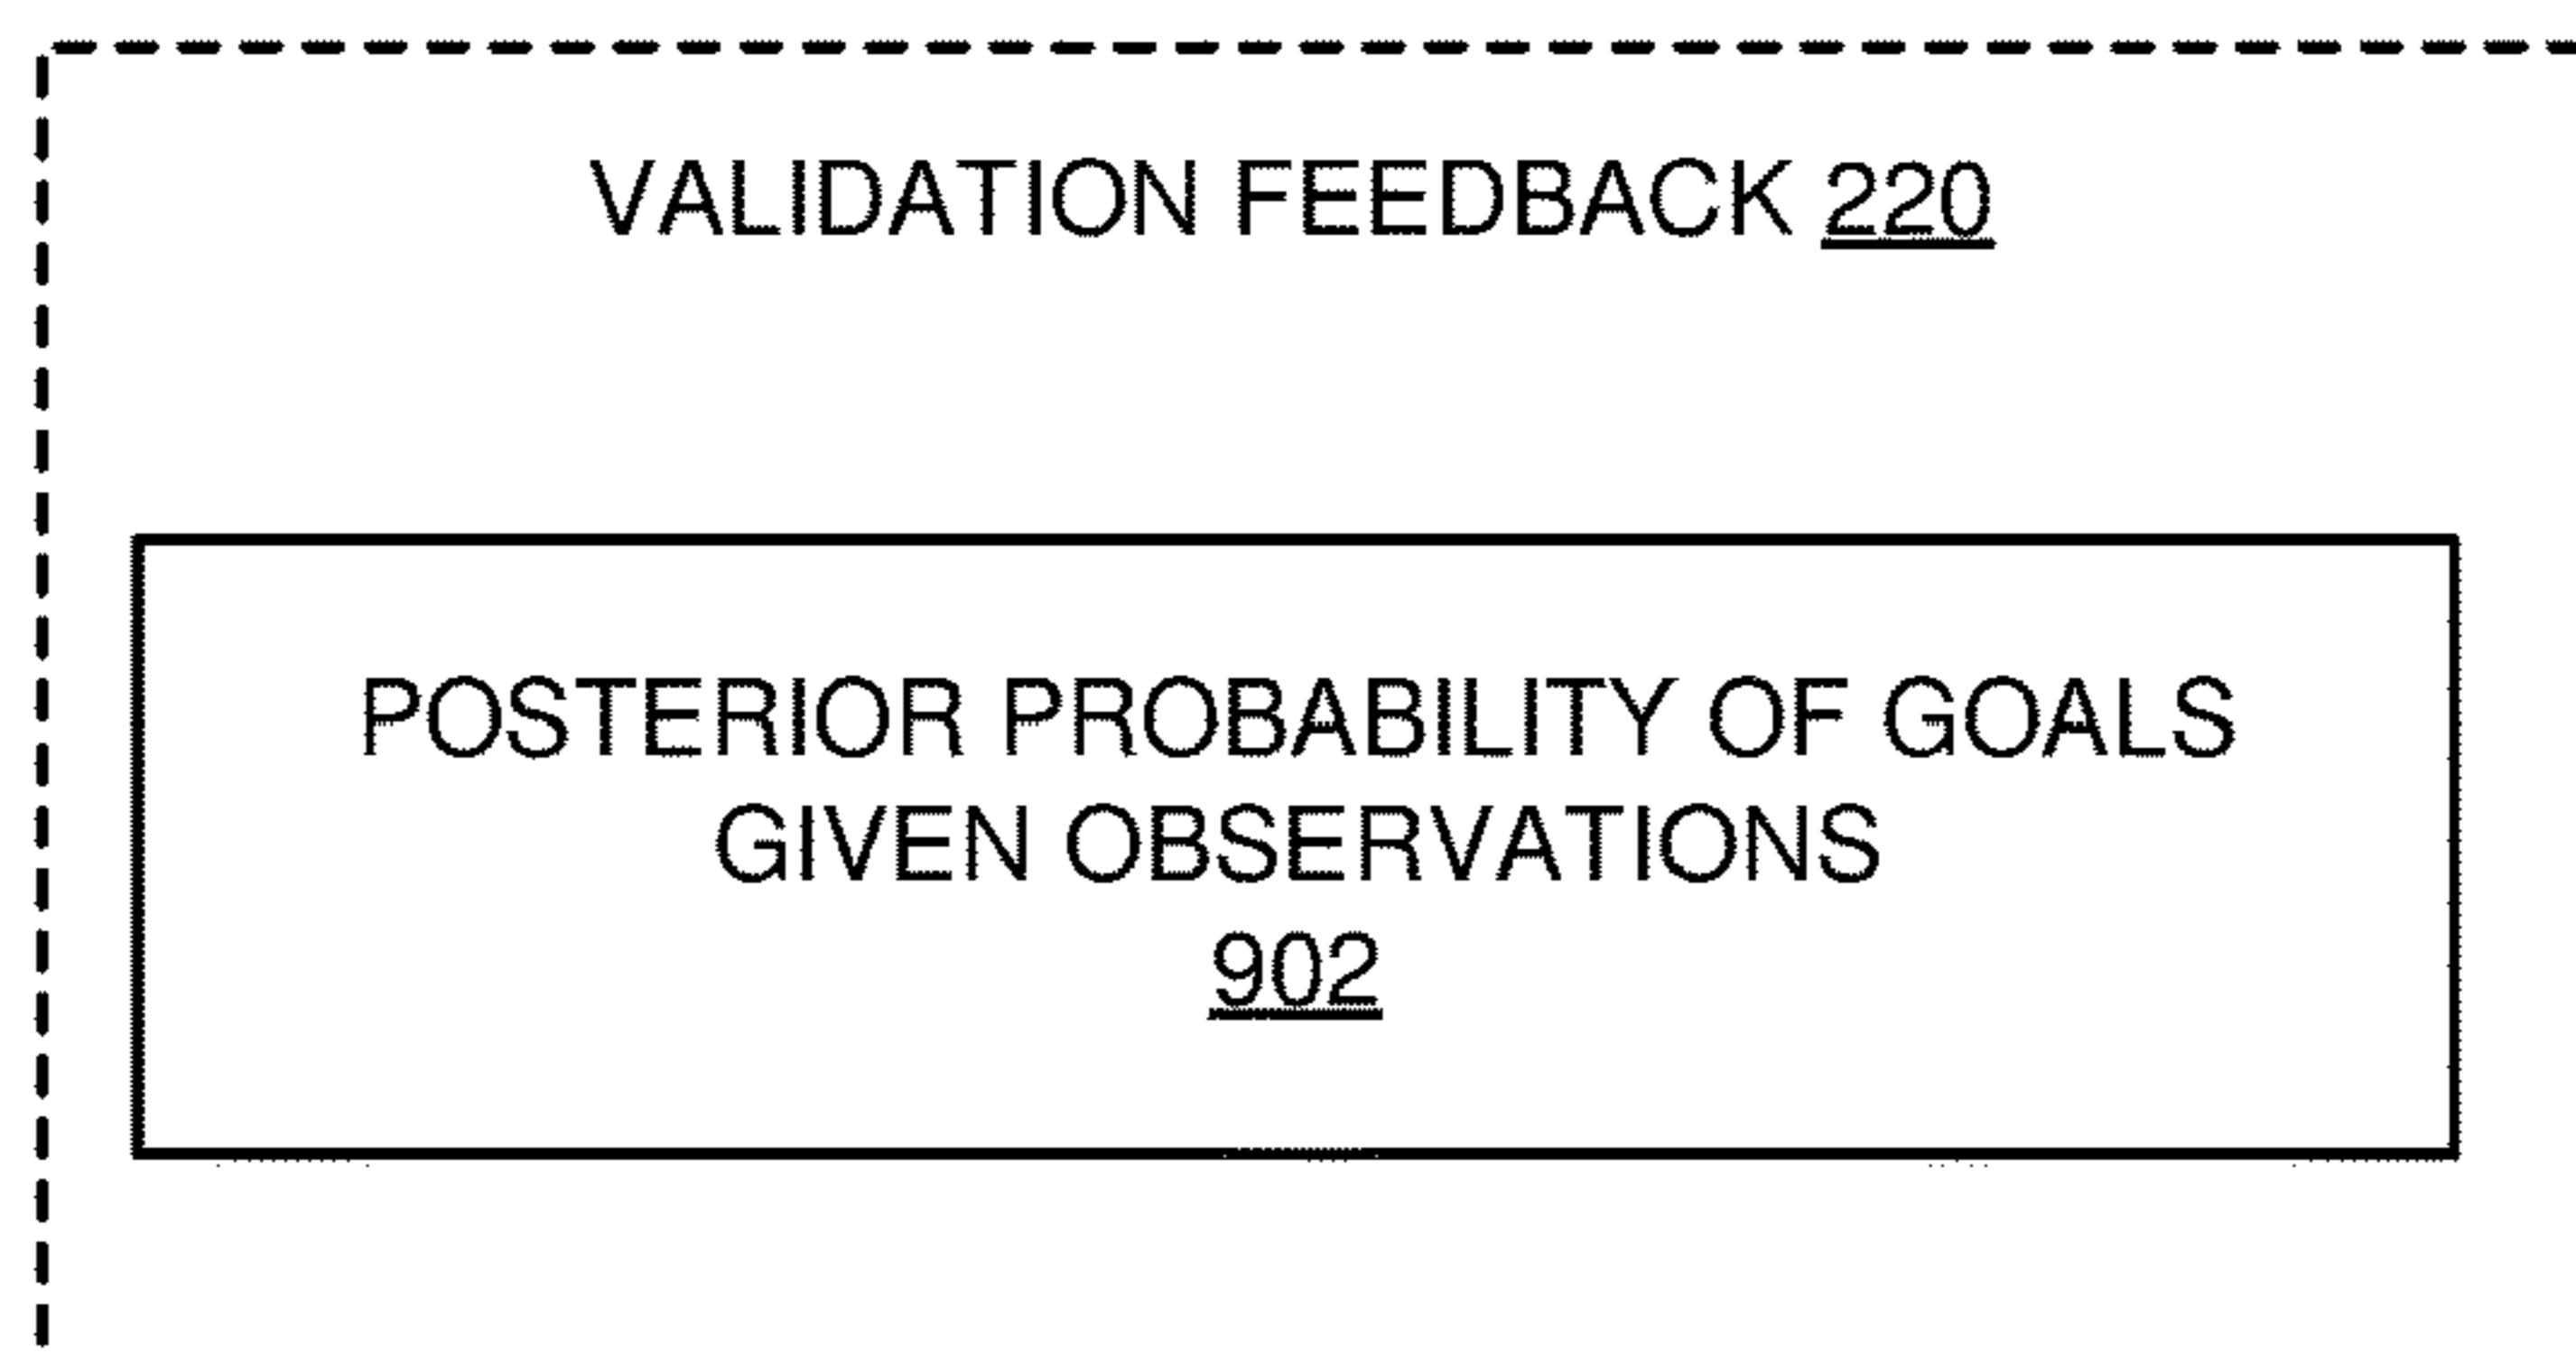 VALIDATION FEEDBACK 220
POSTERIOR PROBABILITY OF GOALS
GIVEN OBSERVATIONS
902